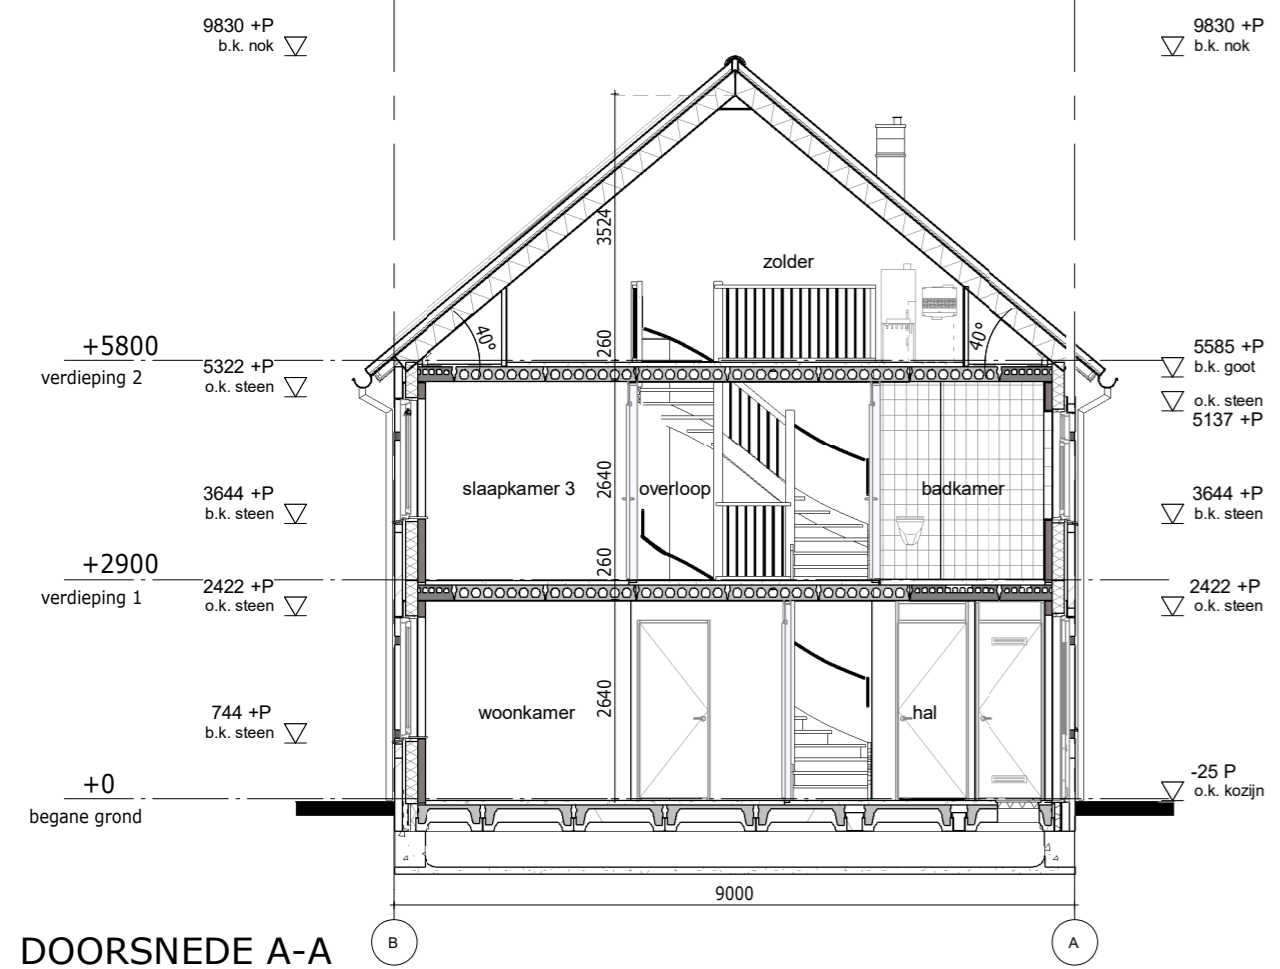 9830 +P
b.k. nok
9830 +P
b.k. nok
3524
zolder
40°
40°
260
+5800
verdieping 2
5322 +P
o.k. steen
5585 +P
b.k. goot
o.k. steen
5137 +P
slaapkamer 3
2640
overloop
badkamer
3644 +P
b.k. steen
3644 +P
b.k. steen
260
+2900
verdieping 1
2422 +P
o.k. steen
2422 +P
o.k. steen
woonkamer
2640
hal
744 +P
b.k. steen
+0
begane grond
-25 P
o.k. kozijn
9000
B
A
DOORSNEDE A-A